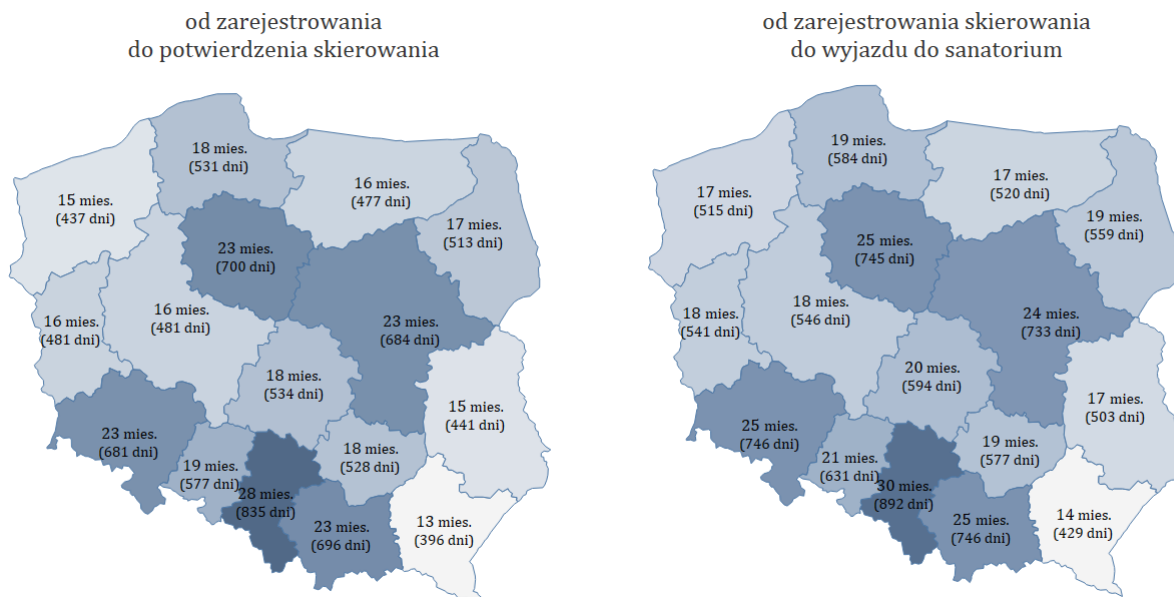 od zarejestrowania
do potwierdzenia skierowania
18 mies.
(531 dni)
16 mies.
(477 dni)
15 mies.
(437 dni)
17 mies.
(513 dni)
23 mies.
(700 dni)
16 mies.
(481 dni)
16 mies.
(481 dni)
23 mies.
(684 dni)
18 mies.
(534 dni)
15 mies.
(441 dni)
23 mies.
(681 dni)
18 mies.
(528 dni)
19 mies.
(577 dni)
28 mies.
(835 dni)
23 mies.
(696 dni)
13 mies.
(396 dni)
od zarejestrowania skierowania
do wyjazdu do sanatorium
19 mies.
(584 dni)
17 mies.
(520 dni)
17 mies.
(515 dni)
19 mies.
(559 dni)
25 mies.
(745 dni)
18 mies.
(546 dni)
18 mies.
(541 dni)
24 mies.
(733 dni)
20 mies.
(594 dni)
17 mies.
(503 dni)
25 mies.
(746 dni)
19 mies.
(577 dni)
21 mies.
(631 dni)
30 mies.
(892 dni)
25 mies.
(746 dni)
14 mies.
(429 dni)